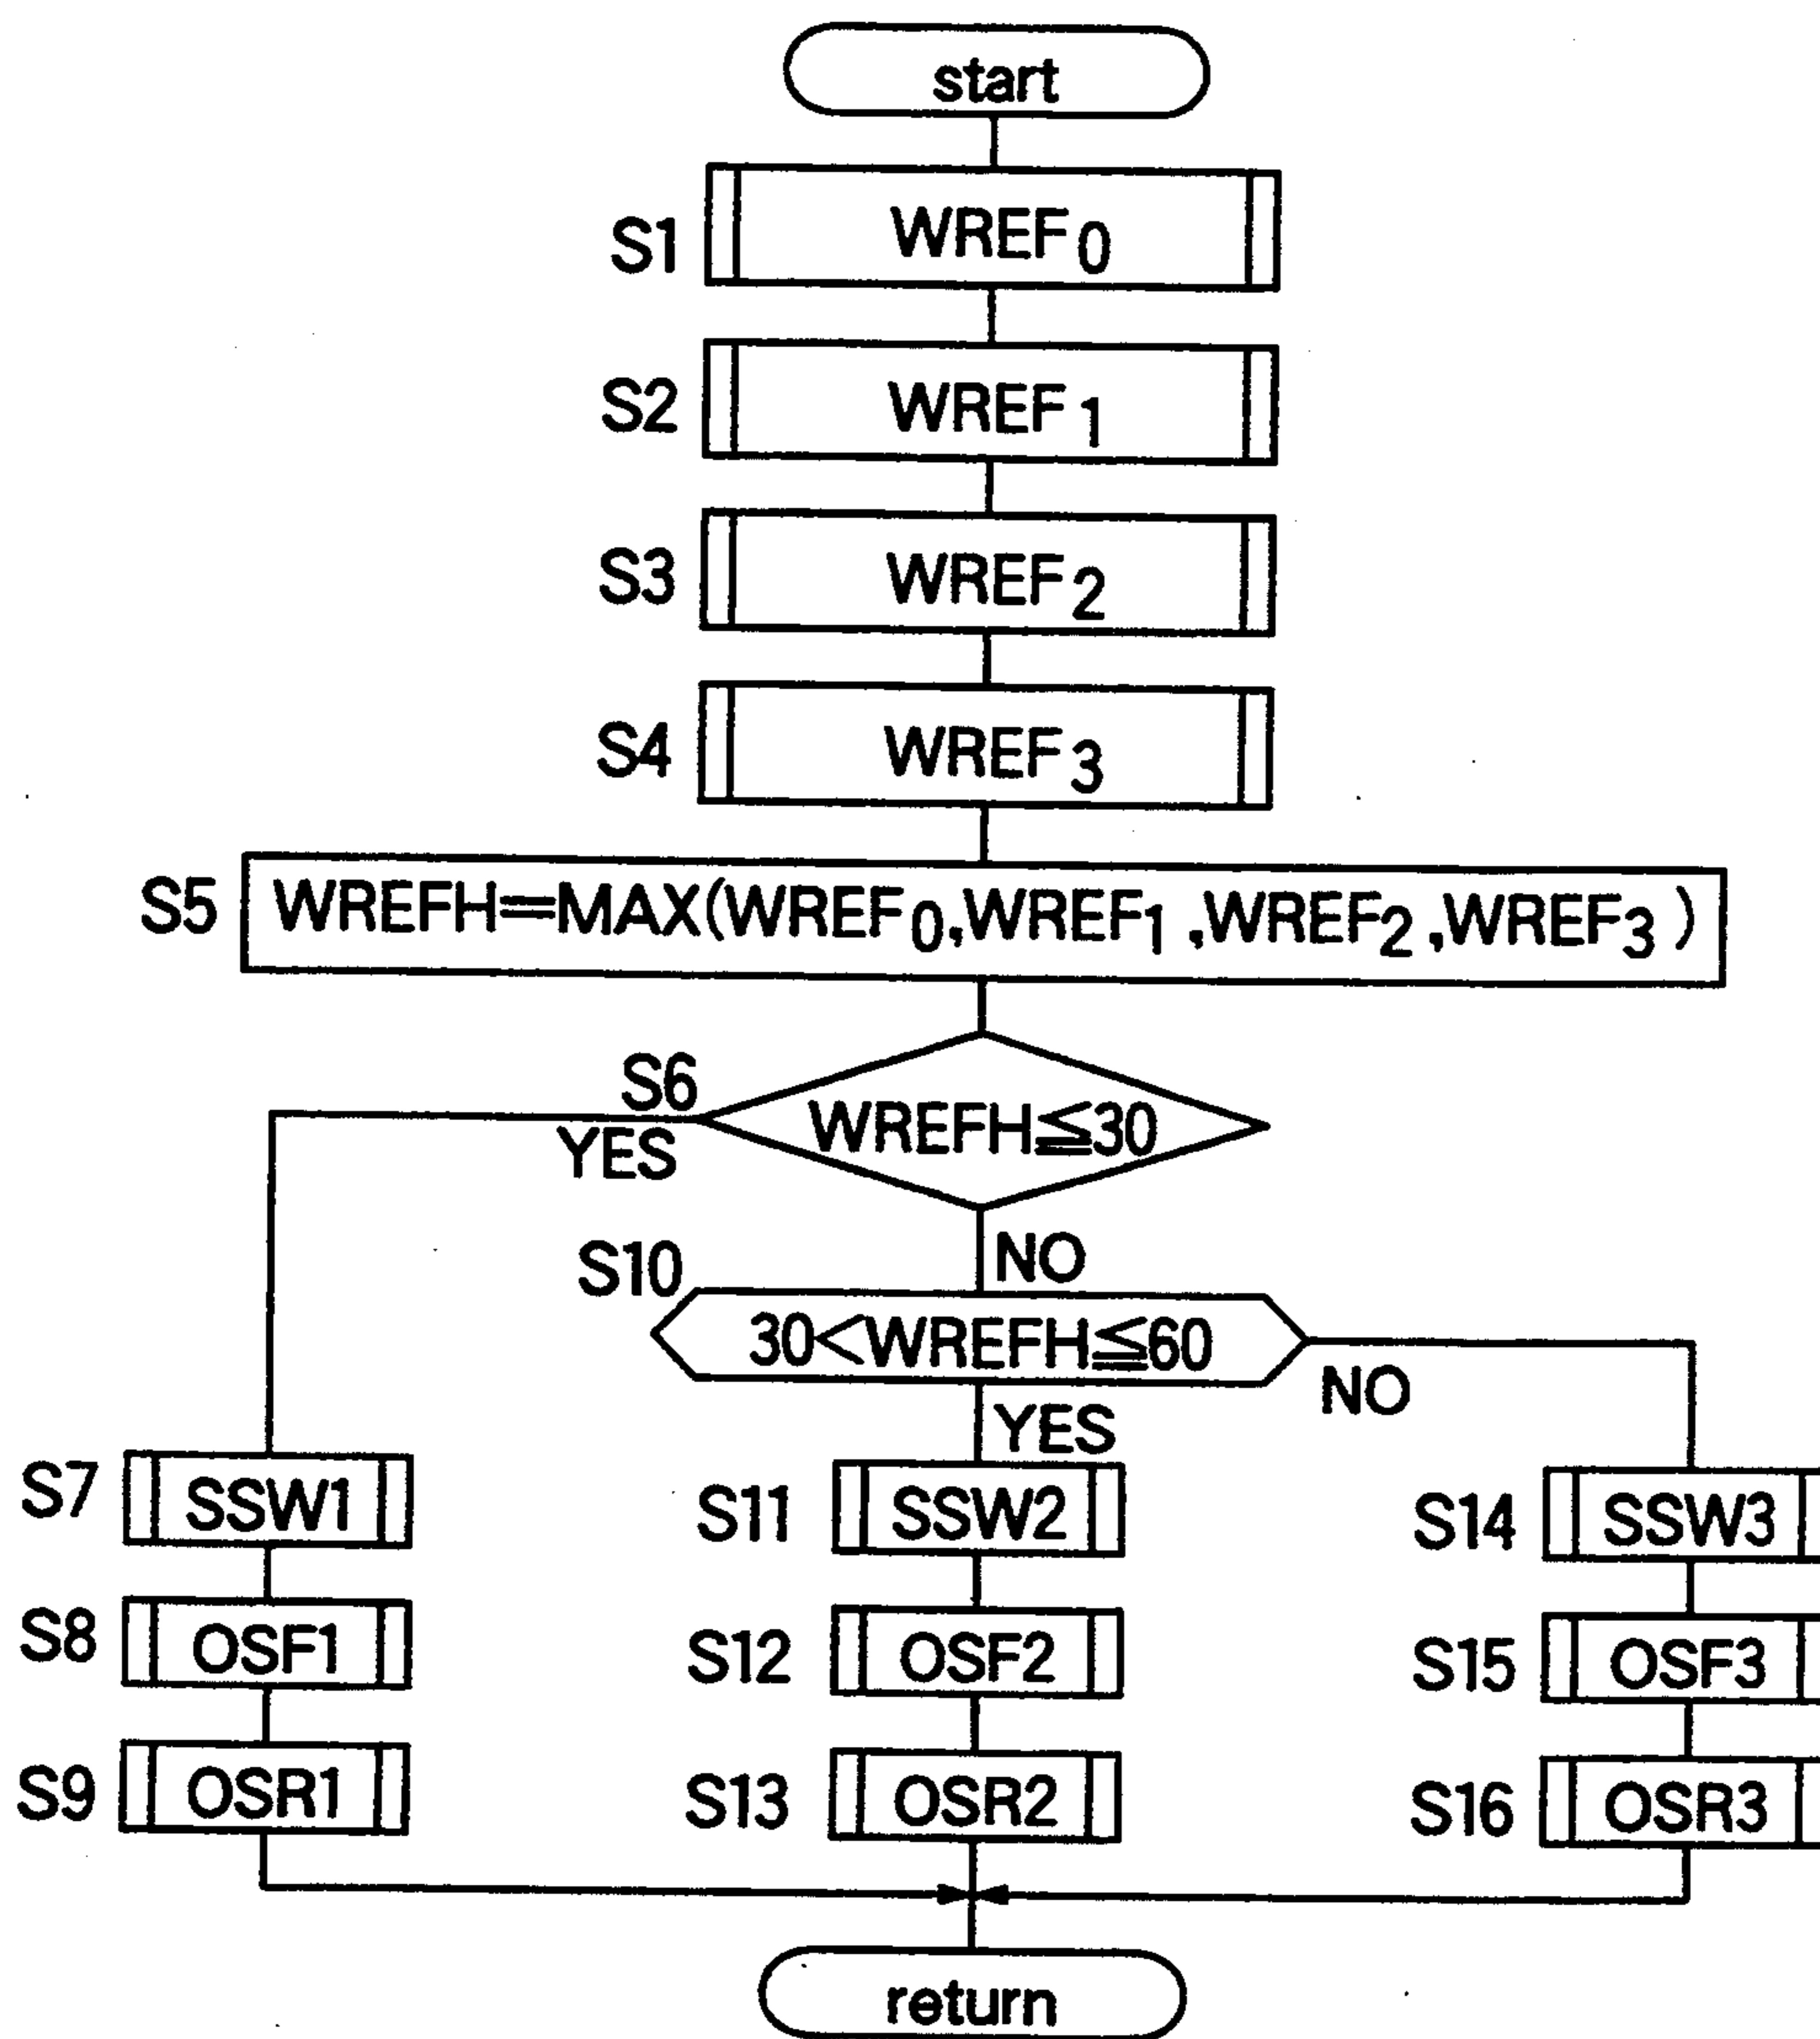 start
S1 WREF0
S2 WREF1
S3 WREF2
S4 WREF3
S5 WREFH=MAX(WREF0,WREF1,WREF2,WREF3)
S6
WREFH≦30
YES
NO
S10
30<WREFH≦60
NO
YES
S7 SSW1
S11 SSW2
S14 SSW3
S8 OSF1
S12 OSF2
S15 OSF3
S9 OSR1
S13 OSR2
S16 OSR3
return